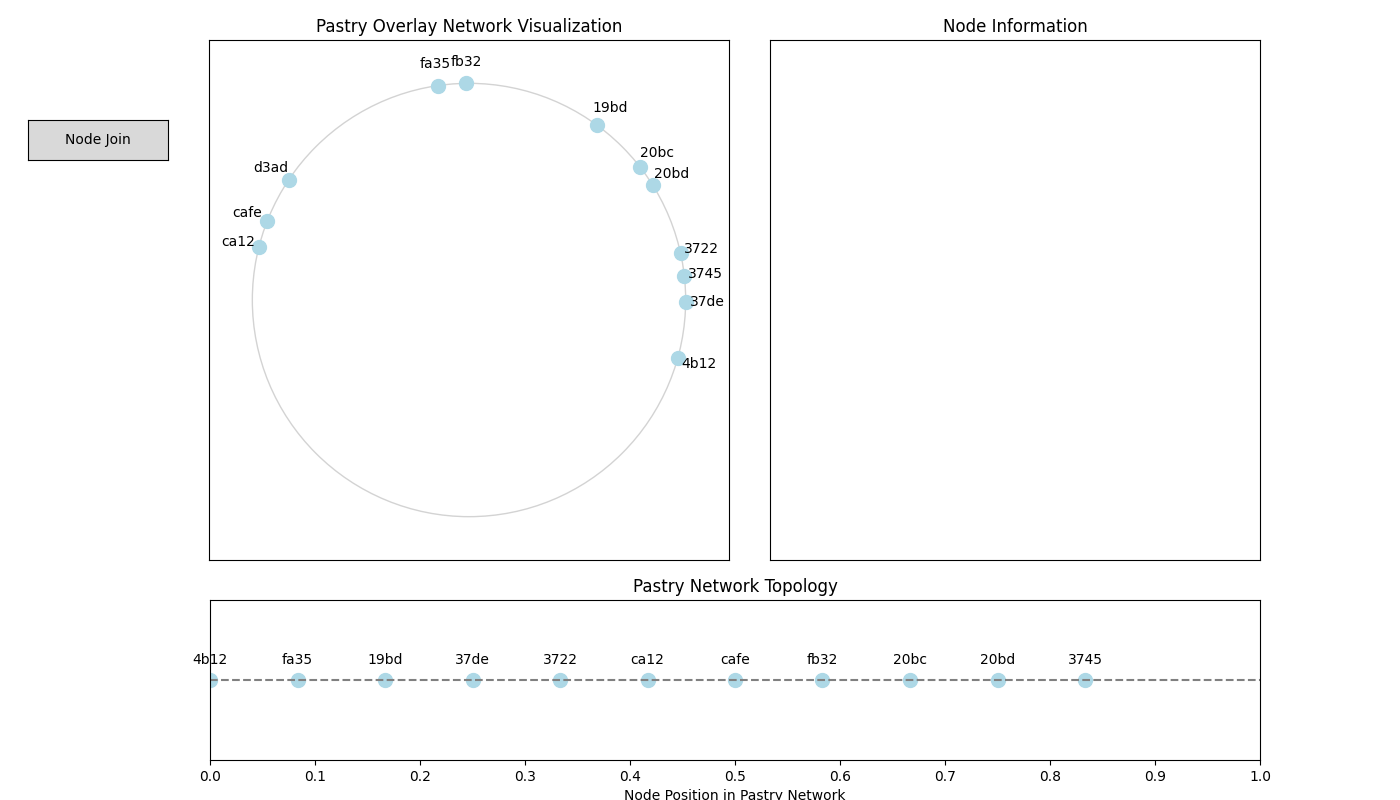 Pastry Overlay Network Visualization
Node Information
fa35
fb32
19bd
Node Join
20bc
d3ad
20bd
cafe
ca12
3722
3745
37de
4b12
Pastry Network Topology
4b12 fa35 19bd 37de 3722 ca12 cafe fb32 20bc 20bd 3745
0.0 0.1 0.2 0.3 0.4 0.5 0.6 0.7 0.8 0.9 1.0
Node Position in Pastry Network